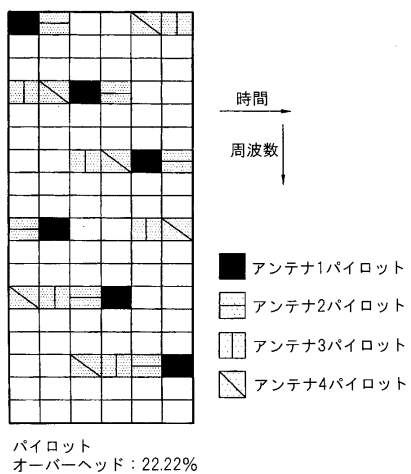 時間
周波数
アンテナ1パイロット
アンテナ2パイロット
アンテナ3パイロット
アンテナ4パイロット
パイロット
オーバーヘッド:22.22%